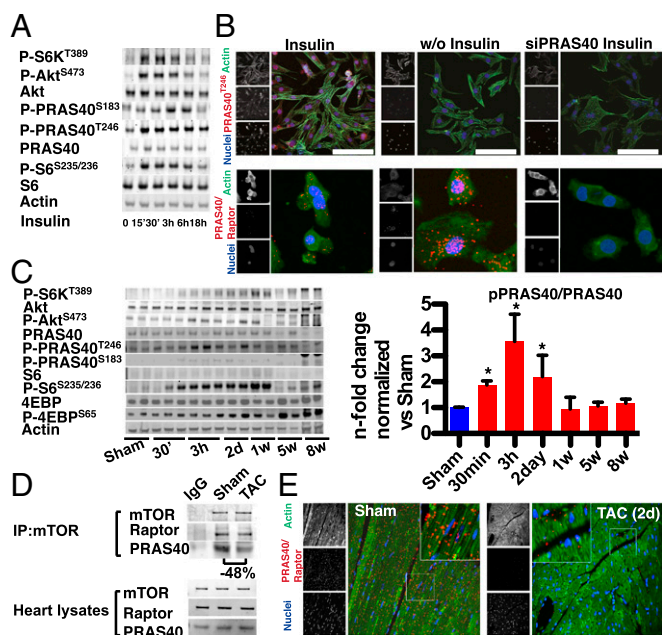 A
P-S6K^T389
P-Akt^S473
Akt
P-PRAS40^S183
P-PRAS40^T246
PRAS40
P-S6^S235/236
S6
Actin
Insulin 0 15'30' 3h 6h18h
B
Insulin w/o Insulin siPRAS40 Insulin
Nuclei PRAS40^T246 Actin
PRAS40/
Nuclei Raptor Actin
C
P-S6K^T389
Akt
P-Akt^S473
PRAS40
P-PRAS40^T246
P-PRAS40^S183
S6
P-S6^S235/236
4EBP
P-4EBP^S65
Actin
Sham 30' 3h 2d 1w 5w 8w
pPRAS40/PRAS40
n-fold change
normalized
vs Sham
5
4
3
2
1
0
* * *
Sham 30min 3h 2day 1w 5w 8w
D
IgG Sham TAC
IP:mTOR
mTOR
Raptor
PRAS40
-48%
Heart lysates
mTOR
Raptor
PRAS40
E
Sham TAC (2d)
PRAS40/
Nuclei Raptor Actin